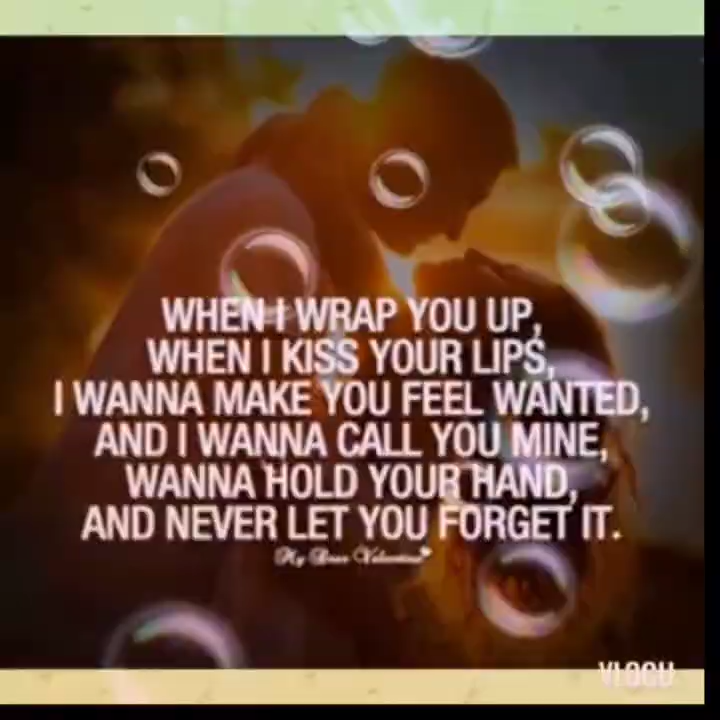 WHEN I WRAP YOU UP,
WHEN I KISS YOUR LIPS,
I WANNA MAKE YOU FEEL WANTED,
AND I WANNA CALL YOU MINE,
WANNA HOLD YOUR HAND,
AND NEVER LET YOU FORGET IT.
My Dear Valentine